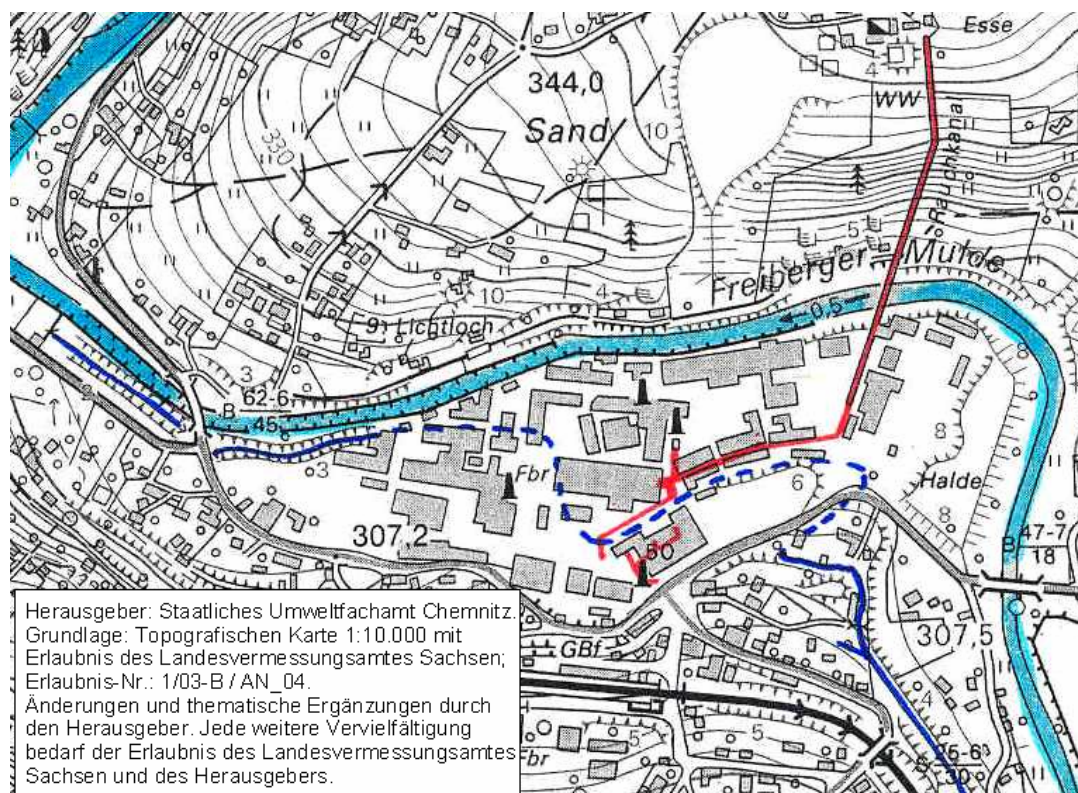 Esse
344,0
4
WW
Sand
10
330
Rauchkanal
5
Freiberger Mulde
10
4
9 Lichtloch
0,5
3
62-6
B
45
8
3
Fbr
6
8
Halde
8
307,2
50
47-7
B
18
307,5
GBf
4
5
5
Fbr
25-6
30
Herausgeber: Staatliches Umweltfachamt Chemnitz.
Grundlage: Topografischen Karte 1:10.000 mit
Erlaubnis des Landesvermessungsamtes Sachsen;
Erlaubnis-Nr.: 1/03-B / AN_04.
Änderungen und thematische Ergänzungen durch
den Herausgeber. Jede weitere Vervielfältigung
bedarf der Erlaubnis des Landesvermessungsamtes
Sachsen und des Herausgebers.